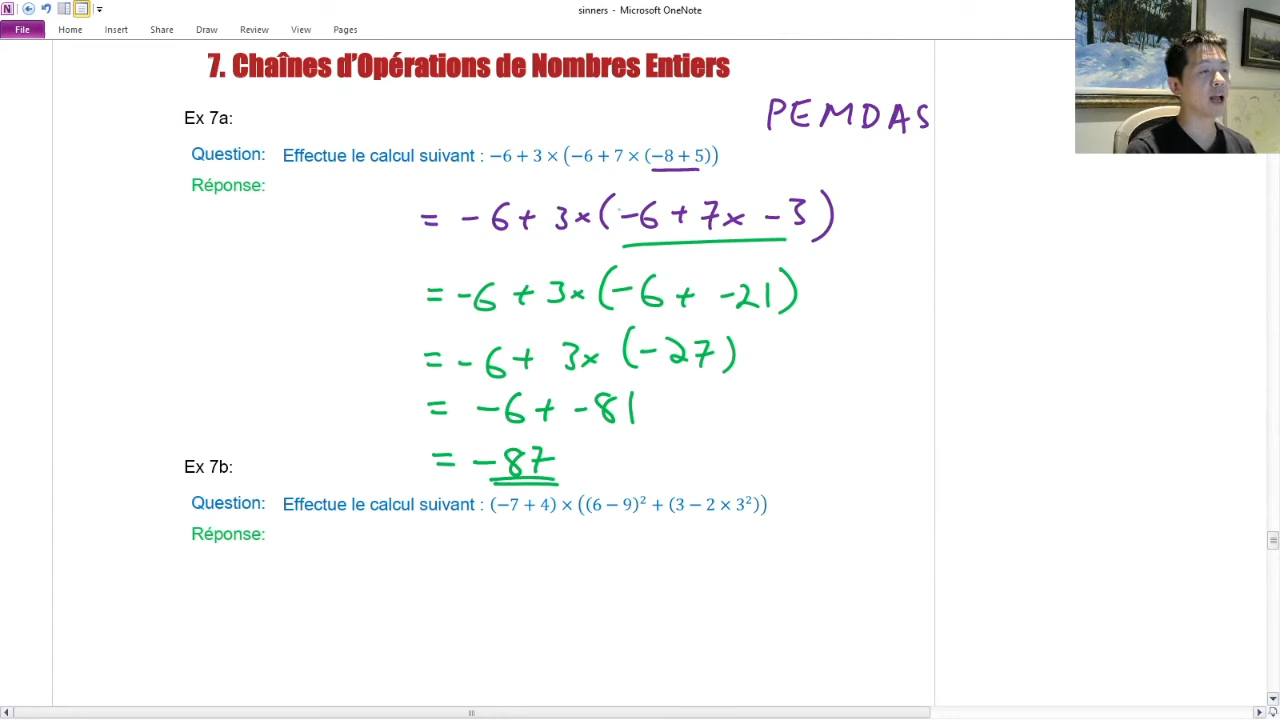 sinners - Microsoft OneNote
File Home Insert Share Draw Review View Pages
7. Chaînes d'Opérations de Nombres Entiers
Ex 7a:
PEMDAS
Question: Effectue le calcul suivant : −6 + 3 × (−6 + 7 × (−8 + 5))
Réponse:
= -6 + 3 × (-6 + 7 × -3)
= -6 + 3 × (-6 + -21)
= -6 + 3 × (-27)
= -6 + -81
= -87
Ex 7b:
Question: Effectue le calcul suivant : (−7 + 4) × ((6 − 9)² + (3 − 2 × 3²))
Réponse: